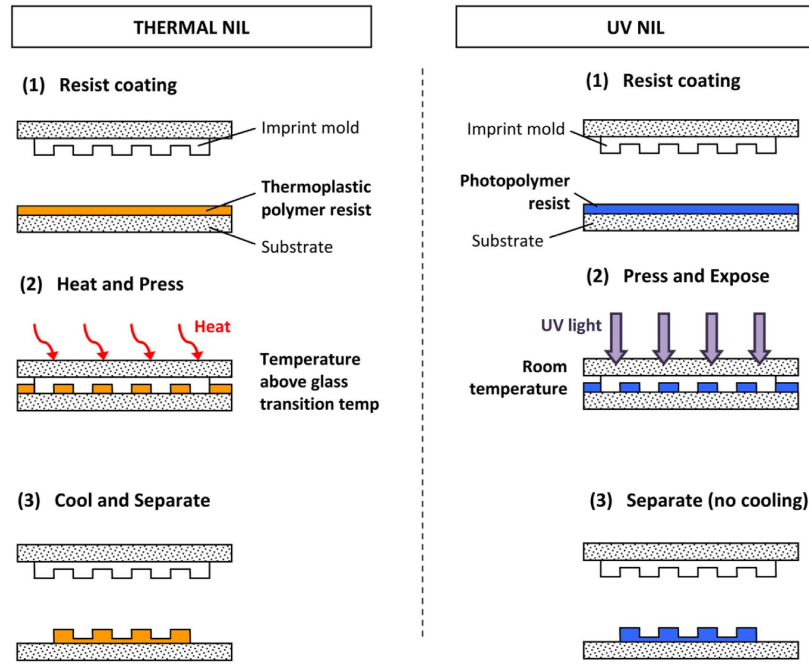 THERMAL NIL
(1) Resist coating
Imprint mold
Thermoplastic
polymer resist
Substrate
(2) Heat and Press
Heat
Temperature
above glass
transition temp
(3) Cool and Separate
UV NIL
(1) Resist coating
Imprint mold
Photopolymer
resist
Substrate
(2) Press and Expose
UV light
Room
temperature
(3) Separate (no cooling)